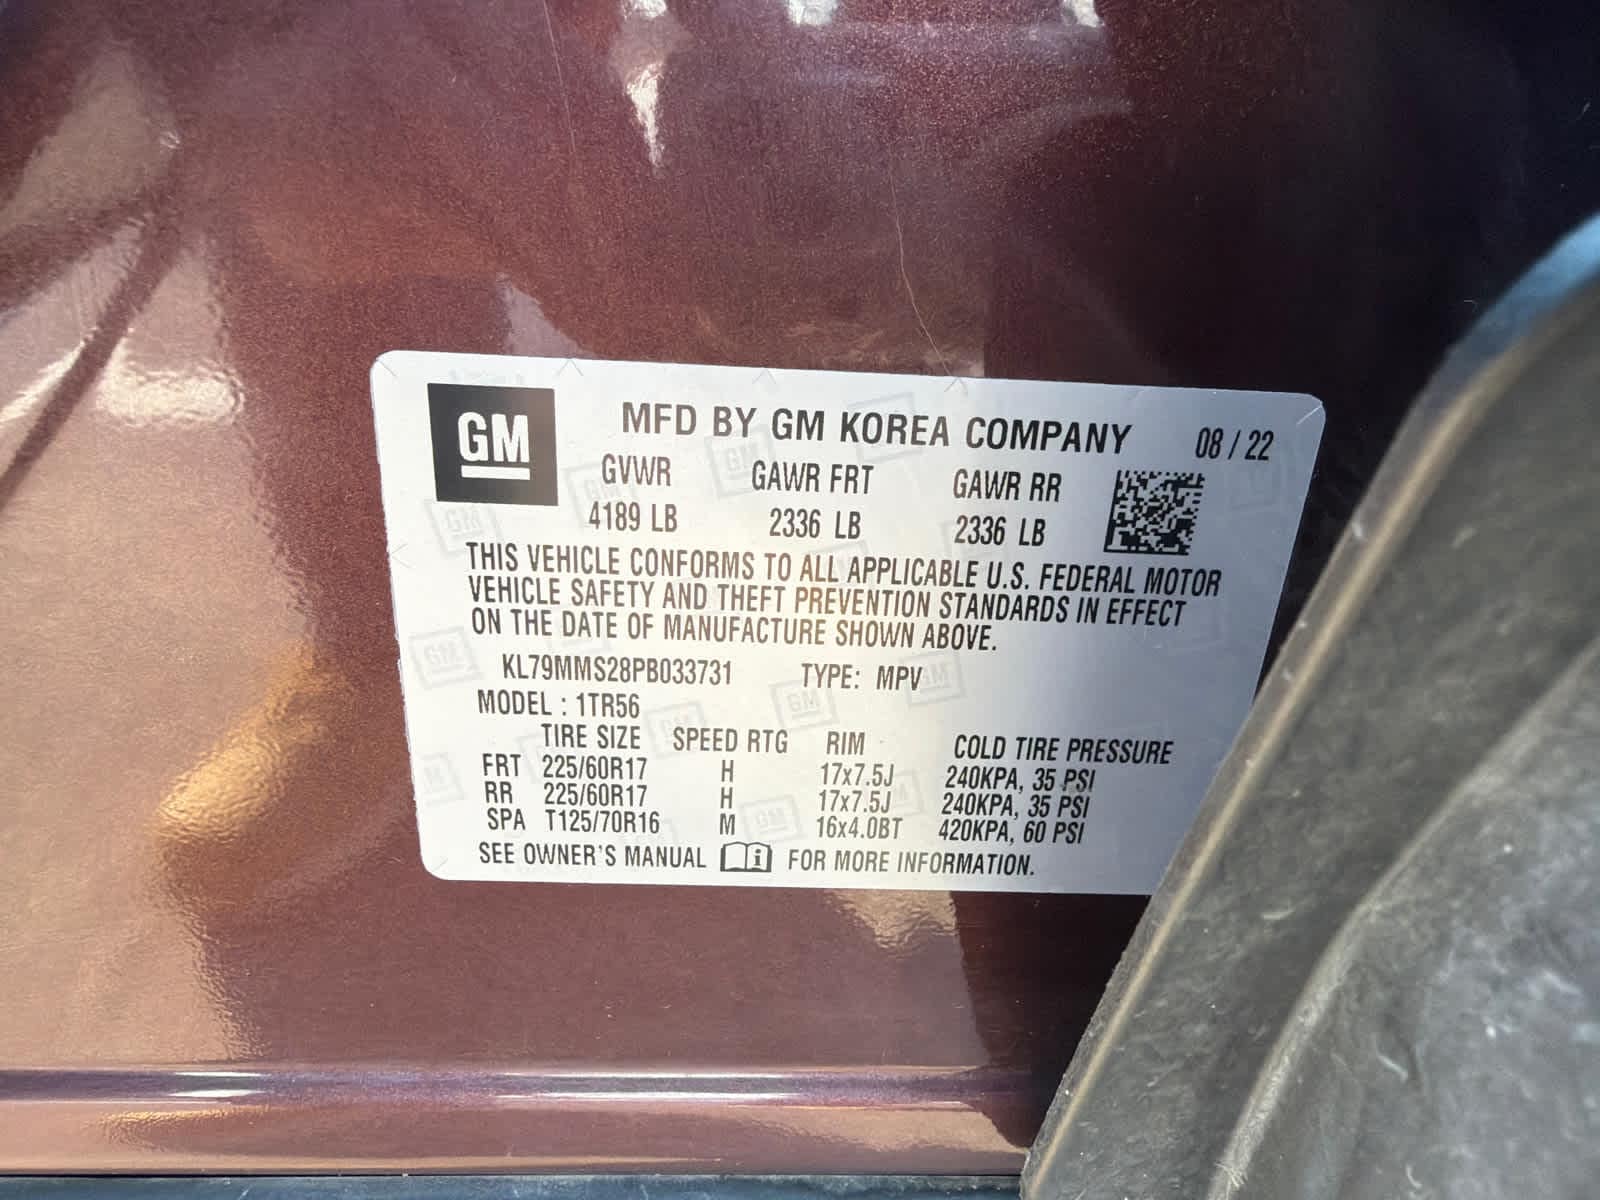 GM
MFD BY GM KOREA COMPANY 08 / 22
GVWR GAWR FRT GAWR RR
4189 LB 2336 LB 2336 LB
THIS VEHICLE CONFORMS TO ALL APPLICABLE U.S. FEDERAL MOTOR
VEHICLE SAFETY AND THEFT PREVENTION STANDARDS IN EFFECT
ON THE DATE OF MANUFACTURE SHOWN ABOVE.
KL79MMS28PB033731 TYPE: MPV
MODEL : 1TR56
TIRE SIZE SPEED RTG RIM COLD TIRE PRESSURE
FRT 225/60R17 H 17x7.5J 240KPA, 35 PSI
RR 225/60R17 H 17x7.5J 240KPA, 35 PSI
SPA T125/70R16 M 16x4.0BT 420KPA, 60 PSI
SEE OWNER'S MANUAL FOR MORE INFORMATION.